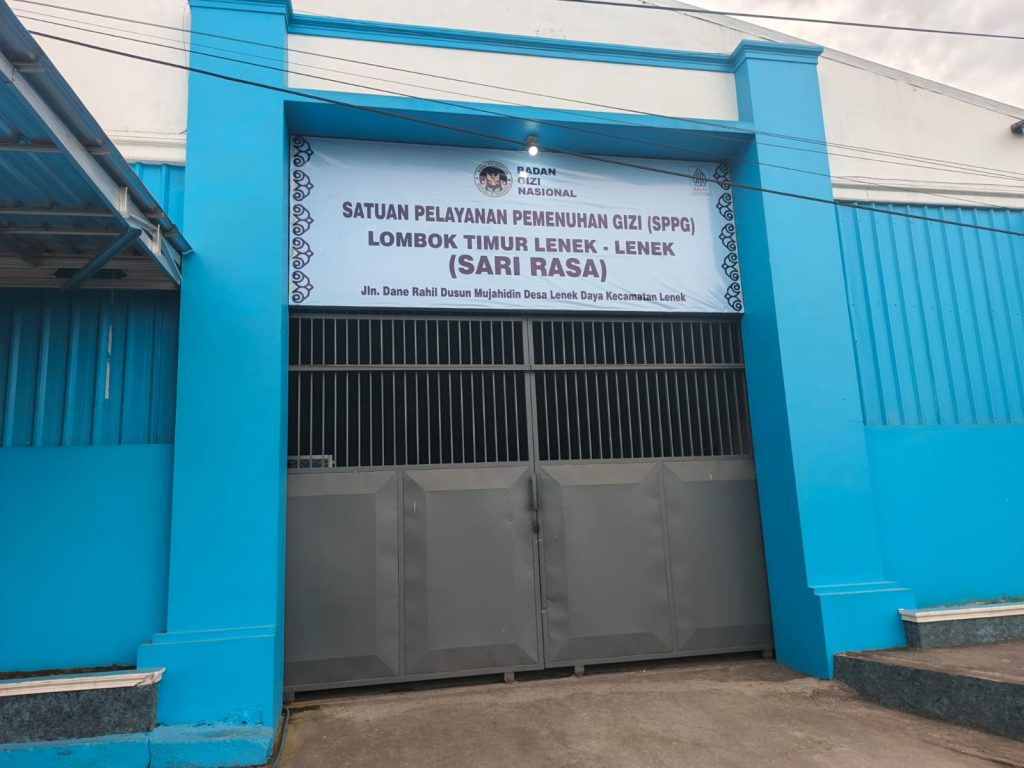 BADAN
GIZI
NASIONAL
SATUAN PELAYANAN PEMENUHAN GIZI (SPPG)
LOMBOK TIMUR LENEK - LENEK
(SARI RASA)
Jln. Dane Rahil Dusun Mujahidin Desa Lenek Daya Kecamatan Lenek